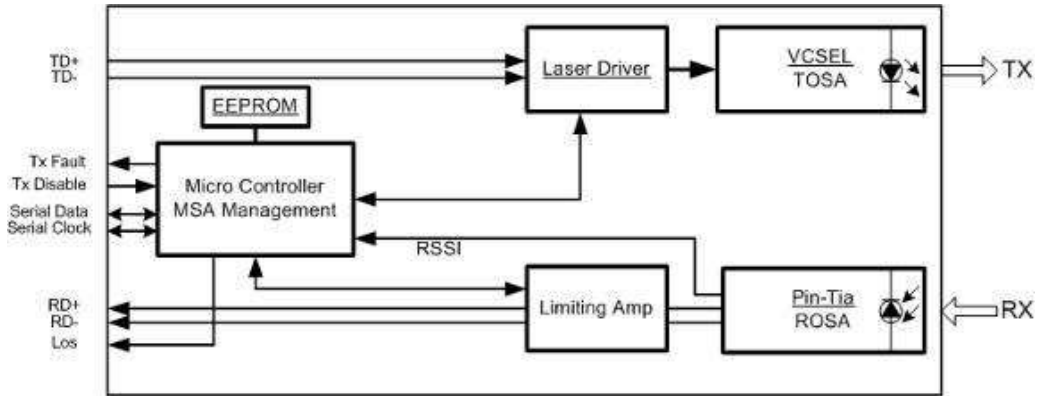 TD+
TD-
Laser Driver
VCSEL
TOSA
TX
EEPROM
Tx Fault
Tx Disable
Serial Data
Serial Clock
Micro Controller
MSA Management
RSSI
RD+
RD-
Los
Limiting Amp
Pin-Tia
ROSA
RX